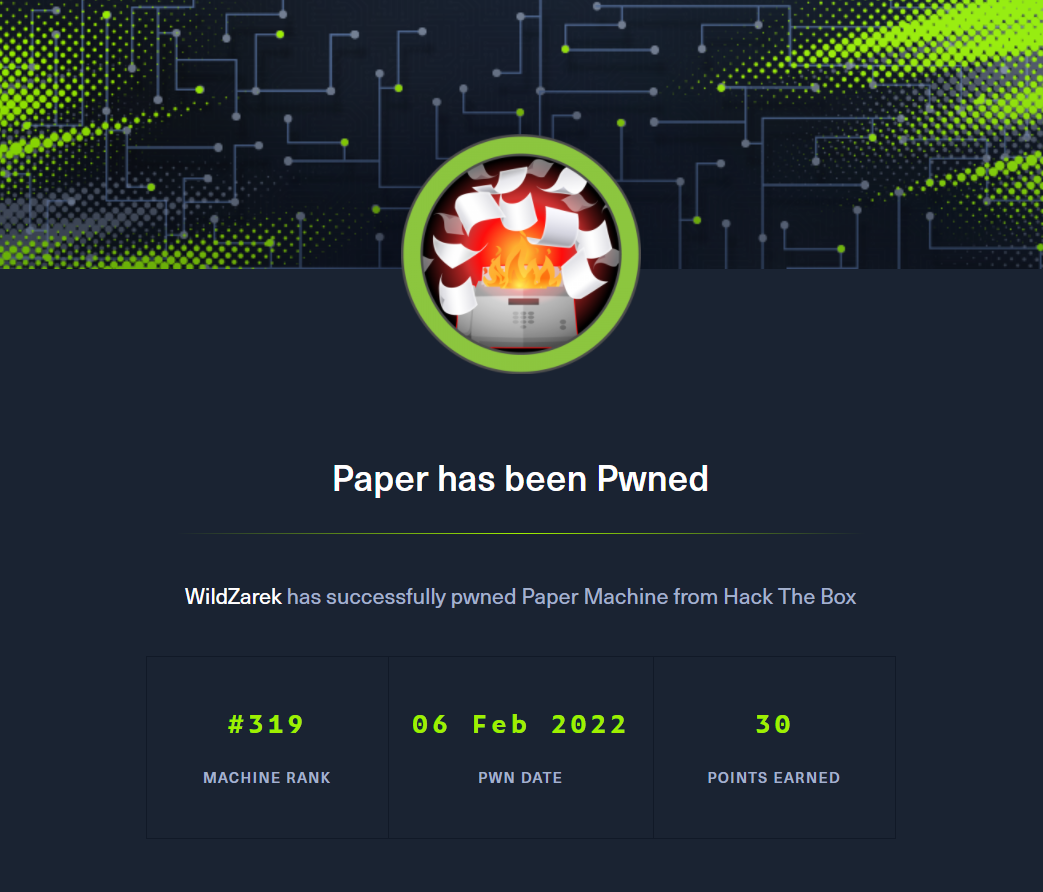 Paper has been Pwned
WildZarek has successfully pwned Paper Machine from Hack The Box
#319
MACHINE RANK
06 Feb 2022
PWN DATE
30
POINTS EARNED